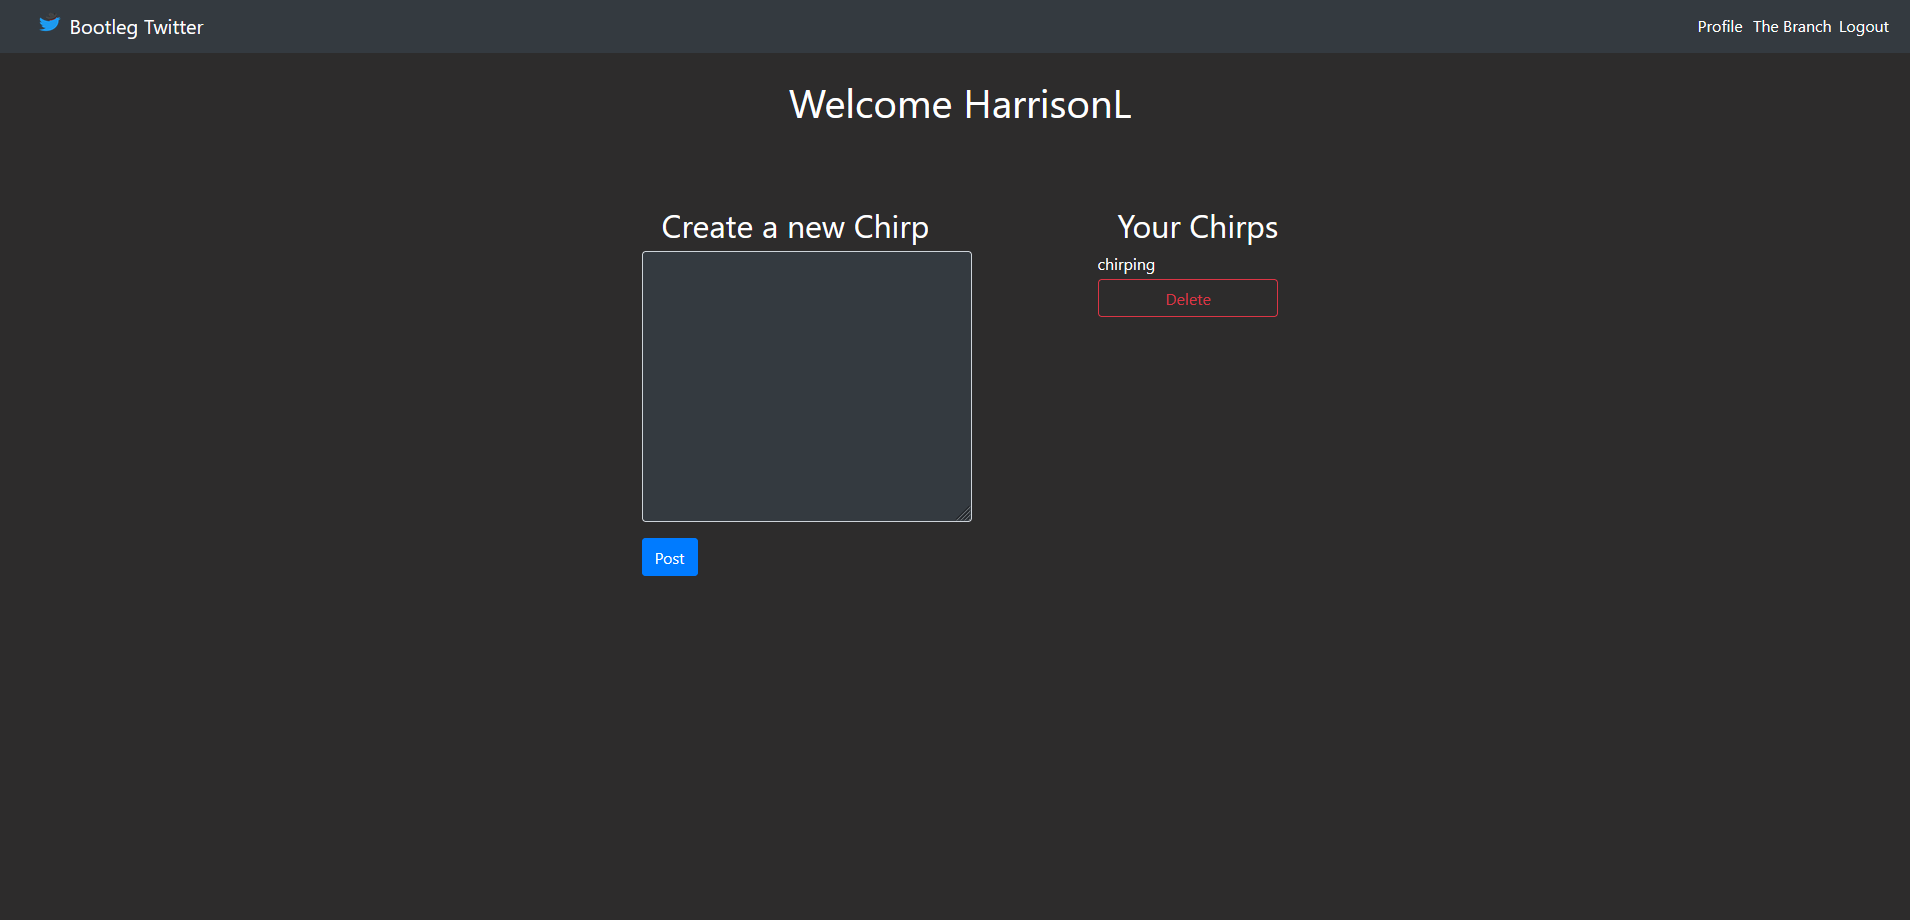 Bootleg Twitter
Profile The Branch Logout
Welcome HarrisonL
Create a new Chirp
Post
Your Chirps
chirping
Delete